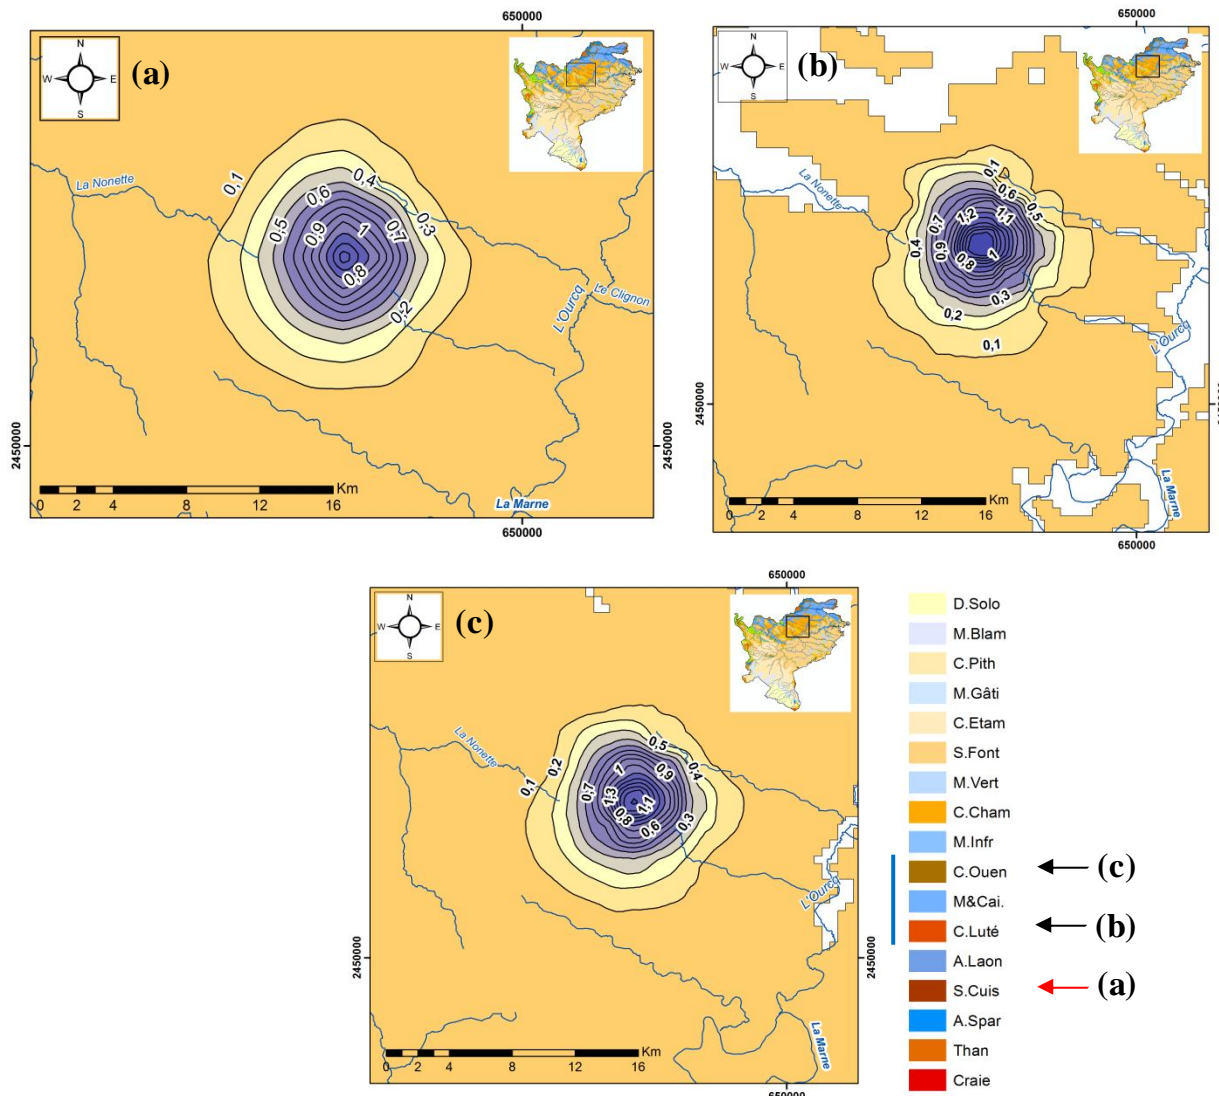 650000
(a)
N
W
E
S
La Nonette
0,1
0,4
0,6
0,3
0,5
0,9
1
0,7
0,8
0,2
L'Ourcq
Le Clignon
2450000
2450000
Km
0 2 4 8 12 16
La Marne
650000
650000
(b)
N
W
E
S
La Nonette
0,1
0,6
0,5
0,7
1,2
1,1
0,4
0,9
0,8
1
0,3
0,2
0,1
L'Ourcq
2450000
2450000
Km
0 2 4 8 12 16
La Marne
650000
650000
(c)
N
W
E
S
La Nonette
0,1
0,2
0,5
0,4
1
0,9
0,7
1,3
1,1
0,8
0,6
0,3
L'Ourcq
2450000
2450000
Km
0 2 4 8 12 16
La Marne
650000
D.Solo
M.Blam
C.Pith
M.Gâti
C.Etam
S.Font
M.Vert
C.Cham
M.Infr
C.Ouen
(c)
M&Cai.
C.Luté
(b)
A.Laon
S.Cuis
(a)
A.Spar
Than
Craie